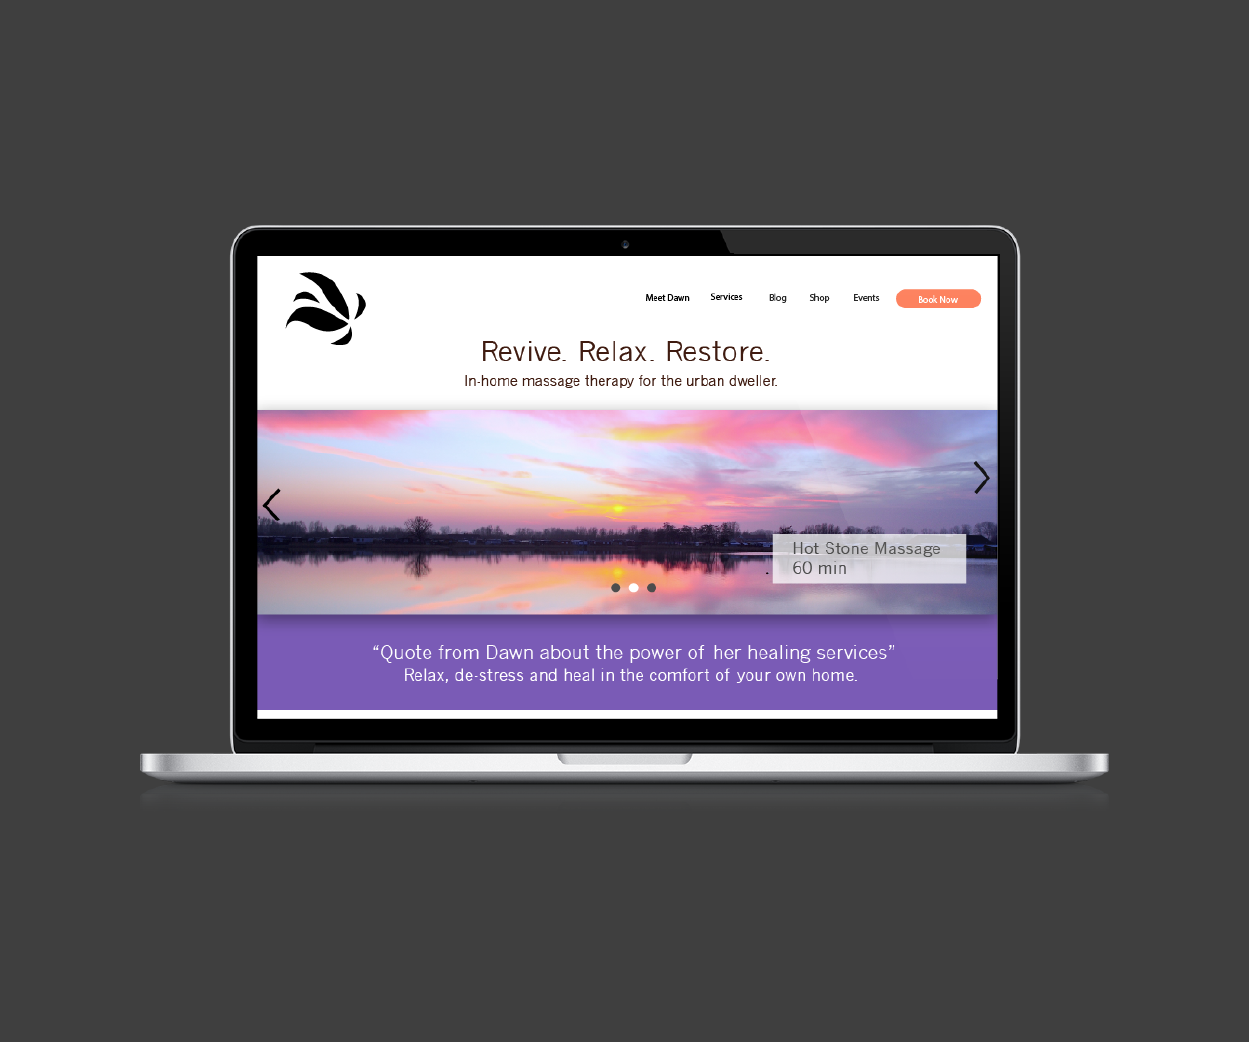 Meet Dawn Services Blog Shop Events Book Now
Revive. Relax. Restore.
In-home massage therapy for the urban dweller.
Hot Stone Massage
60 min
“Quote from Dawn about the power of her healing services”
Relax, de-stress and heal in the comfort of your own home.